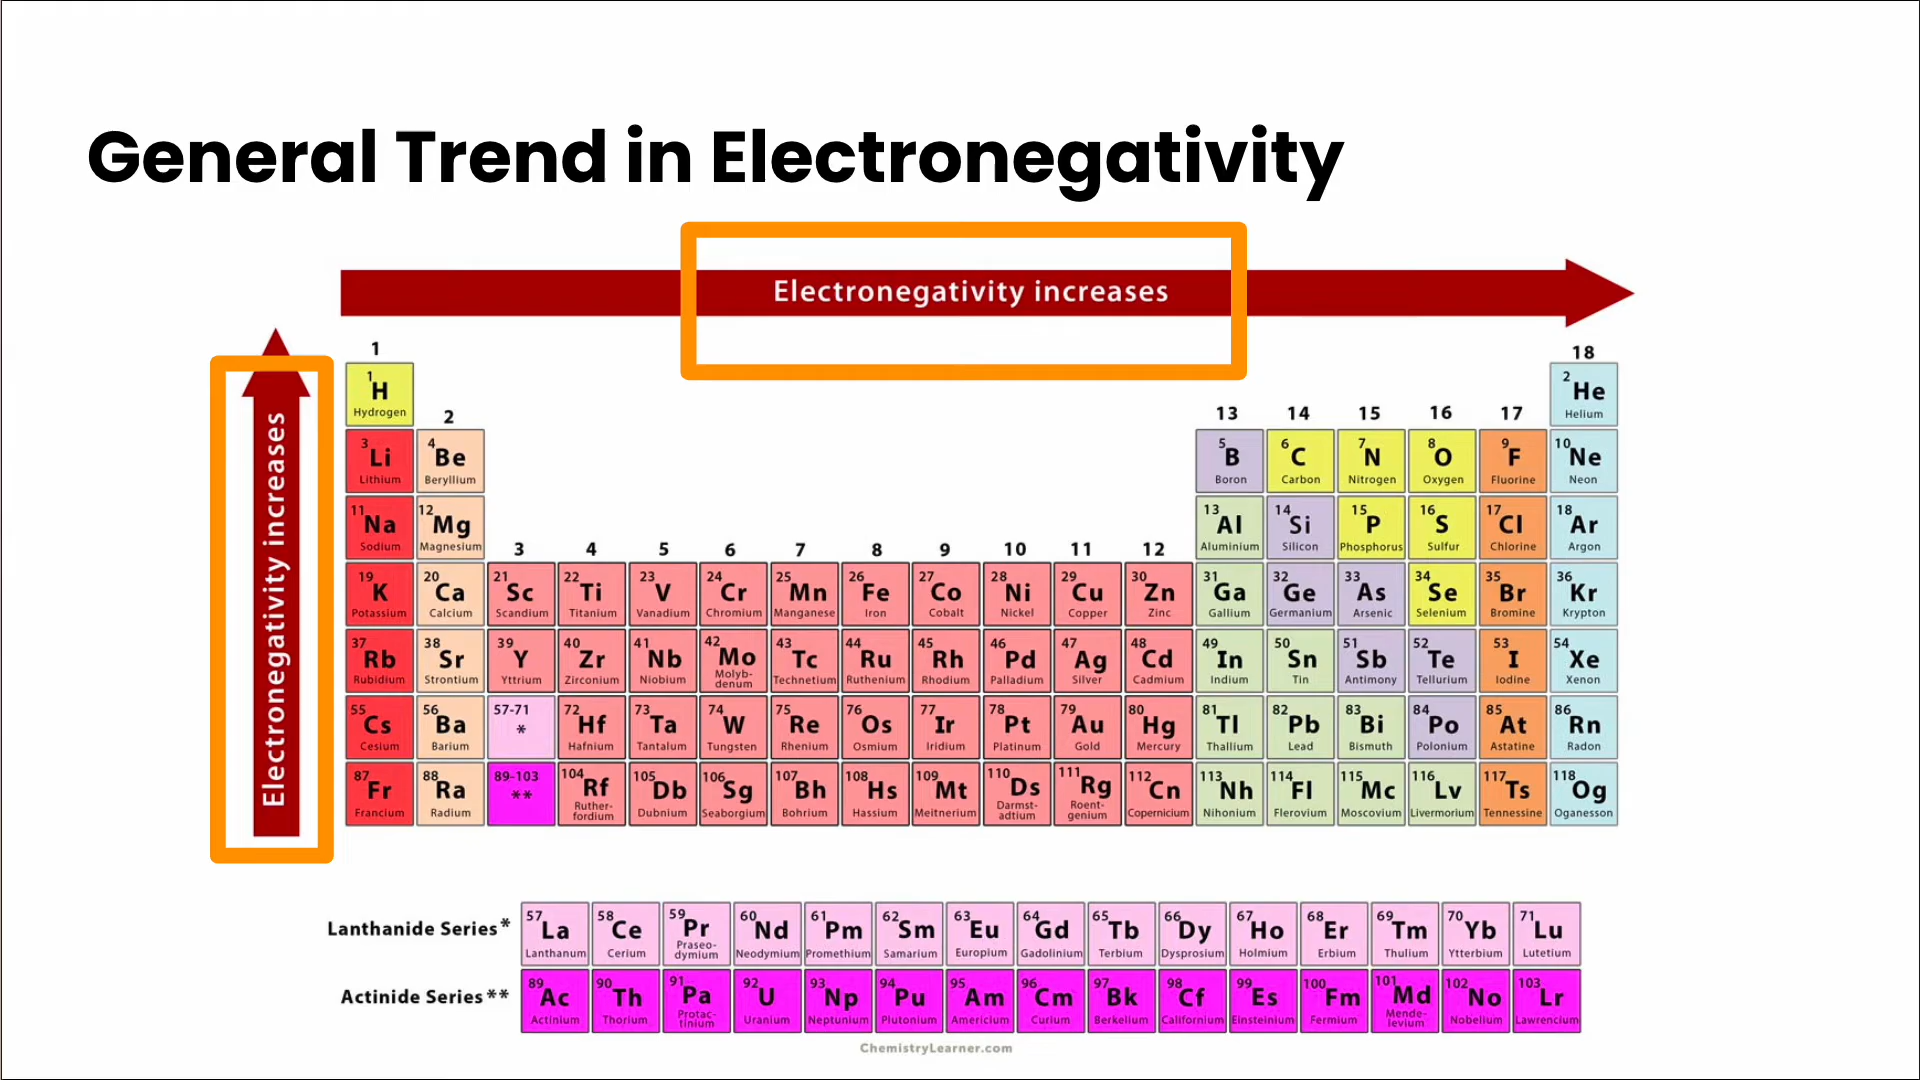 General Trend in Electronegativity
Electronegativity increases
Electronegativity increases
1 18
1 H Hydrogen 2 He Helium
2 13 14 15 16 17
3 Li Lithium 4 Be Beryllium 5 B Boron 6 C Carbon 7 N Nitrogen 8 O Oxygen 9 F Fluorine 10 Ne Neon
11 Na Sodium 12 Mg Magnesium 13 Al Aluminium 14 Si Silicon 15 P Phosphorus 16 S Sulfur 17 Cl Chlorine 18 Ar Argon
3 4 5 6 7 8 9 10 11 12
19 K Potassium 20 Ca Calcium 21 Sc Scandium 22 Ti Titanium 23 V Vanadium 24 Cr Chromium 25 Mn Manganese 26 Fe Iron 27 Co Cobalt 28 Ni Nickel 29 Cu Copper 30 Zn Zinc 31 Ga Gallium 32 Ge Germanium 33 As Arsenic 34 Se Selenium 35 Br Bromine 36 Kr Krypton
37 Rb Rubidium 38 Sr Strontium 39 Y Yttrium 40 Zr Zirconium 41 Nb Niobium 42 Mo Molyb-denum 43 Tc Technetium 44 Ru Ruthenium 45 Rh Rhodium 46 Pd Palladium 47 Ag Silver 48 Cd Cadmium 49 In Indium 50 Sn Tin 51 Sb Antimony 52 Te Tellurium 53 I Iodine 54 Xe Xenon
55 Cs Cesium 56 Ba Barium 57-71 * 72 Hf Hafnium 73 Ta Tantalum 74 W Tungsten 75 Re Rhenium 76 Os Osmium 77 Ir Iridium 78 Pt Platinum 79 Au Gold 80 Hg Mercury 81 Tl Thallium 82 Pb Lead 83 Bi Bismuth 84 Po Polonium 85 At Astatine 86 Rn Radon
87 Fr Francium 88 Ra Radium 89-103 ** 104 Rf Ruther-fordium 105 Db Dubnium 106 Sg Seaborgium 107 Bh Bohrium 108 Hs Hassium 109 Mt Meitnerium 110 Ds Darmst-adtium 111 Rg Roent-genium 112 Cn Copernicium 113 Nh Nihonium 114 Fl Flerovium 115 Mc Moscovium 116 Lv Livermorium 117 Ts Tennessine 118 Og Oganesson
Lanthanide Series* 57 La Lanthanum 58 Ce Cerium 59 Pr Praseo-dymium 60 Nd Neodymium 61 Pm Promethium 62 Sm Samarium 63 Eu Europium 64 Gd Gadolinium 65 Tb Terbium 66 Dy Dysprosium 67 Ho Holmium 68 Er Erbium 69 Tm Thulium 70 Yb Ytterbium 71 Lu Lutetium
Actinide Series** 89 Ac Actinium 90 Th Thorium 91 Pa Protac-tinium 92 U Uranium 93 Np Neptunium 94 Pu Plutonium 95 Am Americium 96 Cm Curium 97 Bk Berkelium 98 Cf Californium 99 Es Einsteinium 100 Fm Fermium 101 Md Mende-levium 102 No Nobelium 103 Lr Lawrencium
ChemistryLearner.com